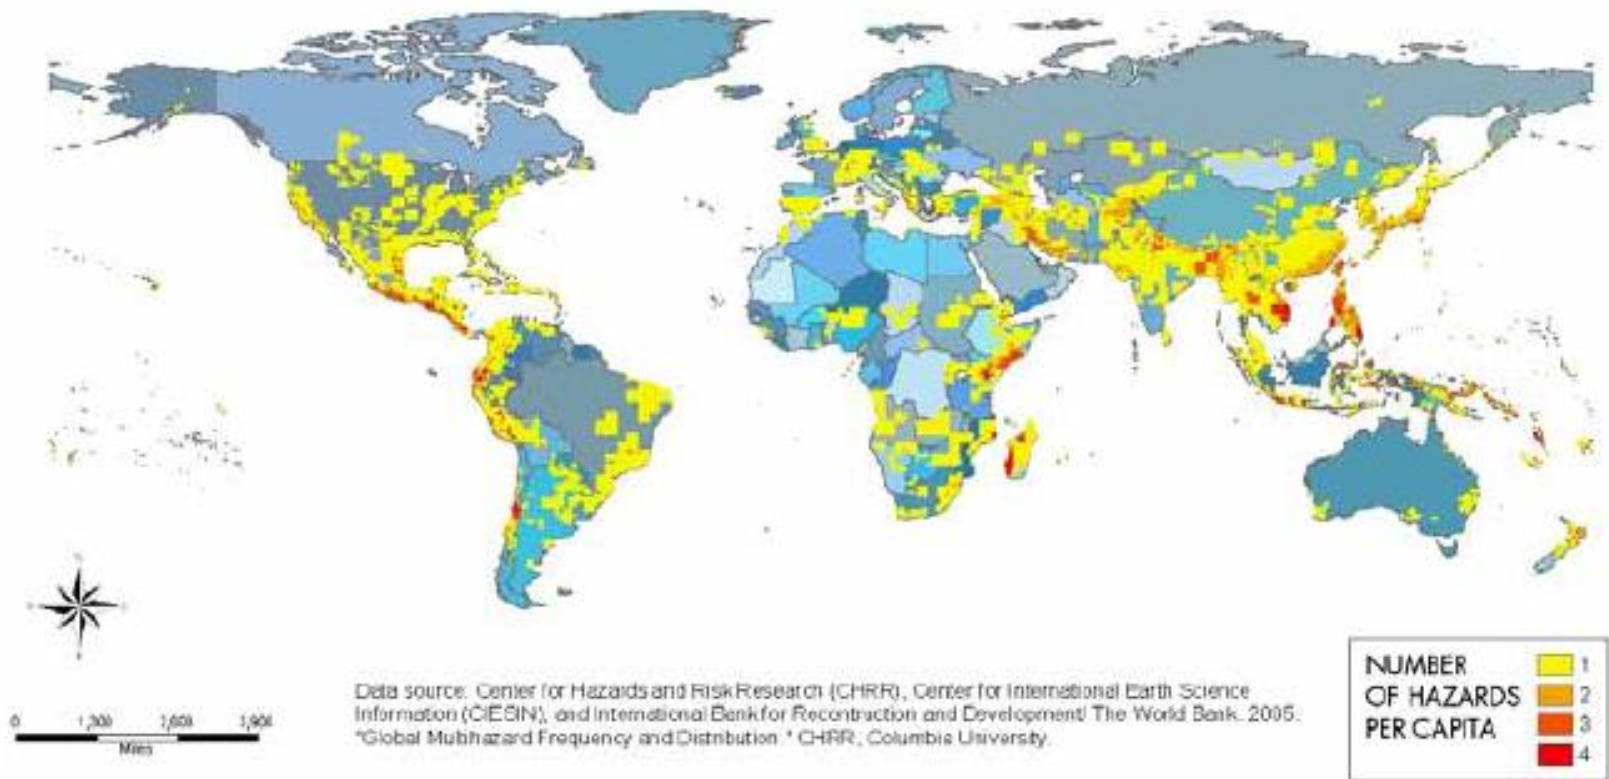 NUMBER
OF HAZARDS
PER CAPITA
1
2
3
4
Data source: Center for Hazards and Risk Research (CHRR), Center for International Earth Science
Information (CIESIN), and International Bank for Recontruction and Development/ The World Bank. 2005.
"Global Multihazard Frequency and Distribution." CHRR, Columbia University.
0
Miles